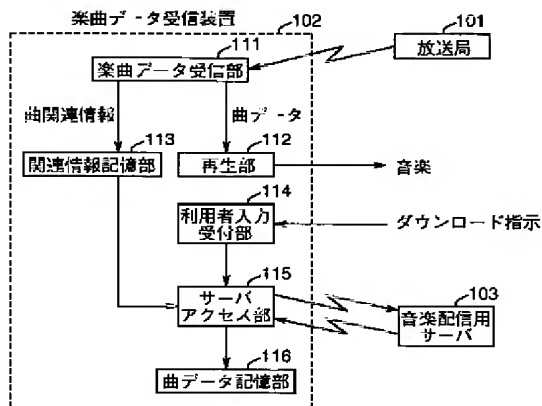 楽曲データ受信装置
102
101
放送局
111
楽曲データ受信部
曲関連情報
曲データ
113
関連情報記憶部
112
再生部
音楽
114
利用者入力
受付部
ダウンロード指示
115
サーバ
アクセス部
103
音楽配信用
サーバ
116
曲データ記憶部